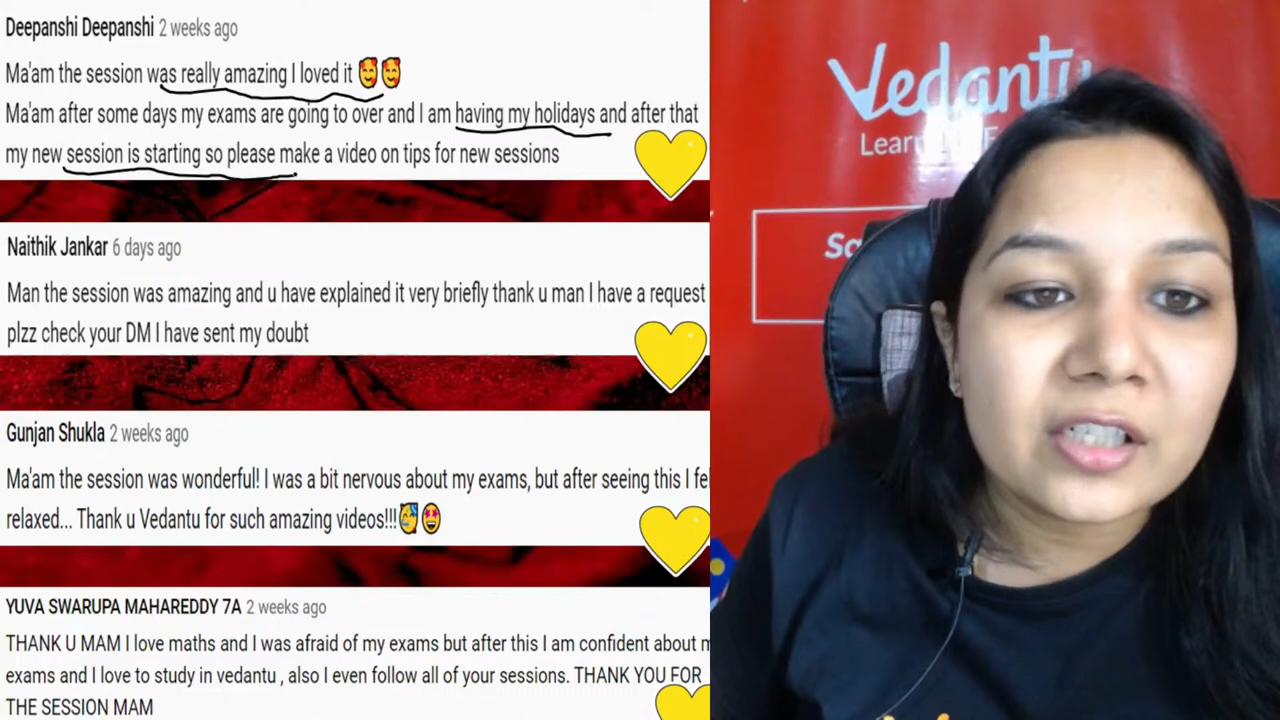 Deepanshi Deepanshi 2 weeks ago
Ma'am the session was really amazing I loved it 🥰🥰
Ma'am after some days my exams are going to over and I am having my holidays and after that
my new session is starting so please make a video on tips for new sessions
Naithik Jankar 6 days ago
Man the session was amazing and u have explained it very briefly thank u man I have a request
plzz check your DM I have sent my doubt
Gunjan Shukla 2 weeks ago
Ma'am the session was wonderful! I was a bit nervous about my exams, but after seeing this I
relaxed... Thank u Vedantu for such amazing videos!!!🥳🤩
YUVA SWARUPA MAHAREDDY 7A 2 weeks ago
THANK U MAM I love maths and I was afraid of my exams but after this I am confident about
exams and I love to study in vedantu , also I even follow all of your sessions. THANK YOU FOR
THE SESSION MAM
Vedantu